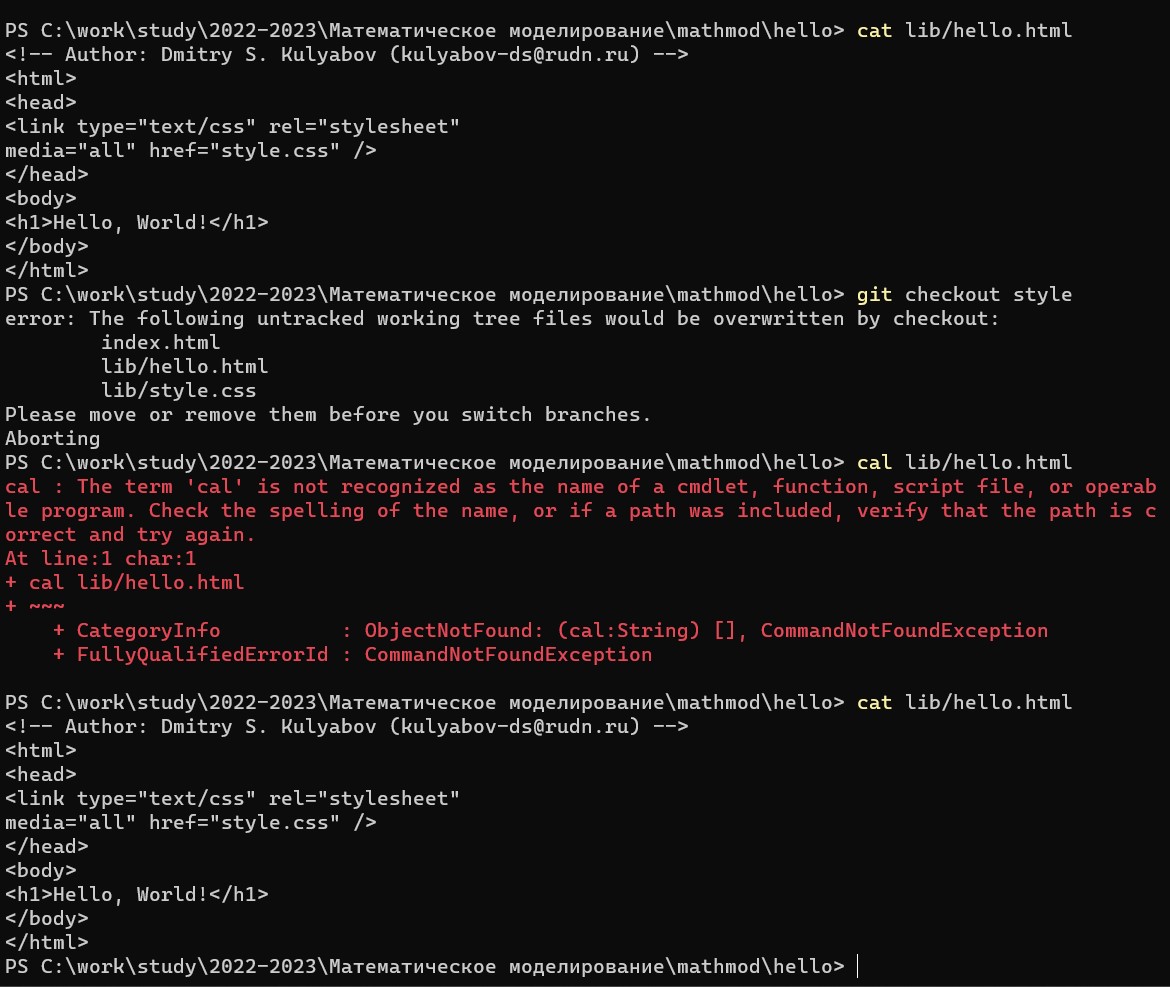 PS C:\work\study\2022-2023\Математическое моделирование\mathmod\hello> cat lib/hello.html
<!-- Author: Dmitry S. Kulyabov (kulyabov-ds@rudn.ru) -->
<html>
<head>
<link type="text/css" rel="stylesheet"
media="all" href="style.css" />
</head>
<body>
<h1>Hello, World!</h1>
</body>
</html>
PS C:\work\study\2022-2023\Математическое моделирование\mathmod\hello> git checkout style
error: The following untracked working tree files would be overwritten by checkout:
        index.html
        lib/hello.html
        lib/style.css
Please move or remove them before you switch branches.
Aborting
PS C:\work\study\2022-2023\Математическое моделирование\mathmod\hello> cal lib/hello.html
cal : The term 'cal' is not recognized as the name of a cmdlet, function, script file, or operab
le program. Check the spelling of the name, or if a path was included, verify that the path is c
orrect and try again.
At line:1 char:1
+ cal lib/hello.html
+ ~~~
    + CategoryInfo          : ObjectNotFound: (cal:String) [], CommandNotFoundException
    + FullyQualifiedErrorId : CommandNotFoundException

PS C:\work\study\2022-2023\Математическое моделирование\mathmod\hello> cat lib/hello.html
<!-- Author: Dmitry S. Kulyabov (kulyabov-ds@rudn.ru) -->
<html>
<head>
<link type="text/css" rel="stylesheet"
media="all" href="style.css" />
</head>
<body>
<h1>Hello, World!</h1>
</body>
</html>
PS C:\work\study\2022-2023\Математическое моделирование\mathmod\hello>